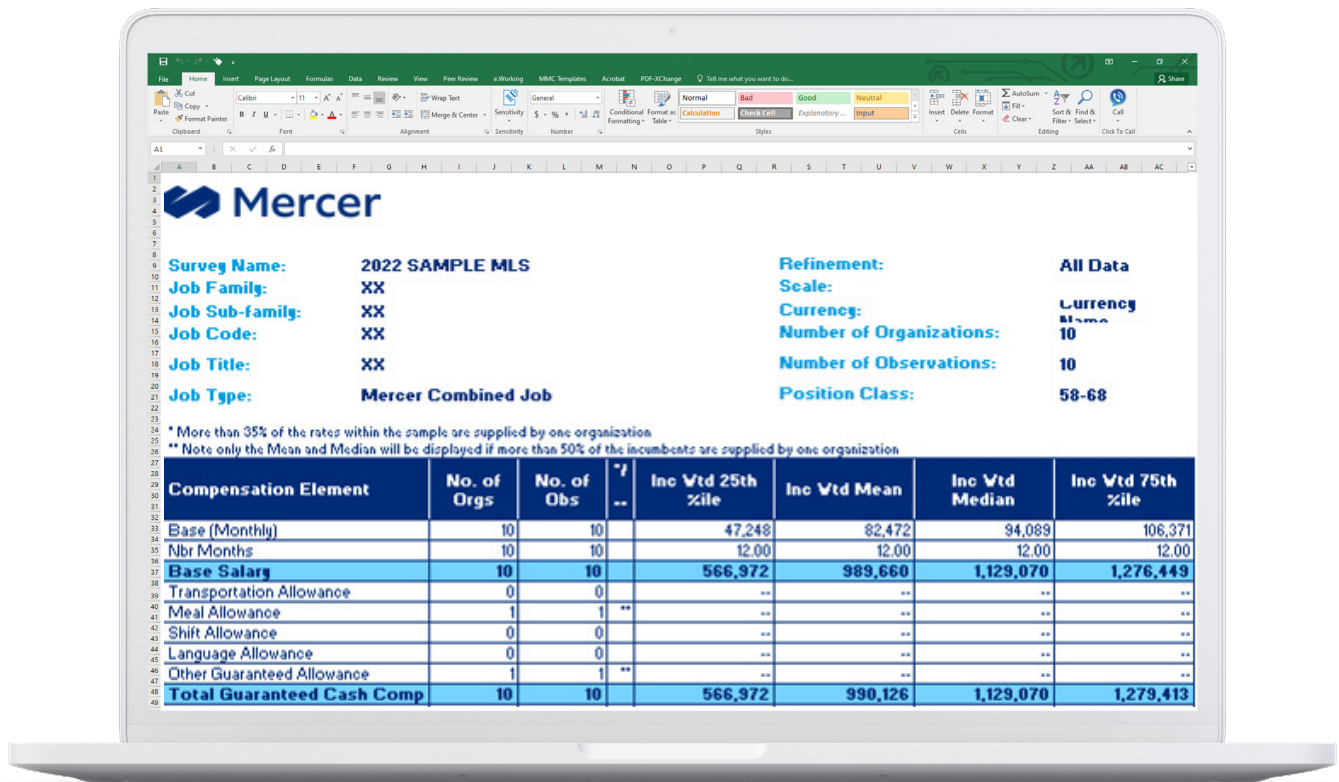 File Home Insert Page Layout Formulas Data Review View Peer Review e.Working MMC Templates Acrobat PDF-XChange Tell me what you want to do... Share
Cut
Copy
Format Painter
Paste
Clipboard
Calibri 11
B I U
Font
Wrap Text
Merge & Center
Alignment
Sensitivity
Sensitivity
General
$ % ,
Number
Conditional Formatting
Format as Table
Normal Bad Good Neutral
Calculation Check Cell Explanatory ... Input
Styles
Insert Delete Format
Cells
AutoSum
Fill
Clear
Sort & Filter
Find & Select
Editing
Call
Click To Call
A1 fx
A B C D E F G H I J K L M N O P Q R S T U V W X Y Z AA AB AC
Mercer
Survey Name: 2022 SAMPLE MLS Refinement: All Data
Job Family: XX Scale:
Job Sub-family: XX Currency: Currency Name
Job Code: XX Number of Organizations: 10
Job Title: XX Number of Observations: 10
Job Type: Mercer Combined Job Position Class: 58-68
* More than 35% of the rates within the sample are supplied by one organization
** Note only the Mean and Median will be displayed if more than 50% of the incumbents are supplied by one organization
Compensation Element No. of Orgs No. of Obs */ -- Inc Wtd 25th %ile Inc Wtd Mean Inc Wtd Median Inc Wtd 75th %ile
Base (Monthly) 10 10 47,248 82,472 94,089 106,371
Nbr Months 10 10 12.00 12.00 12.00 12.00
Base Salary 10 10 566,972 989,660 1,129,070 1,276,449
Transportation Allowance 0 0 -- -- -- --
Meal Allowance 1 1 ** -- -- -- --
Shift Allowance 0 0 -- -- -- --
Language Allowance 0 0 -- -- -- --
Other Guaranteed Allowance 1 1 ** -- -- -- --
Total Guaranteed Cash Comp 10 10 566,972 990,126 1,129,070 1,279,413